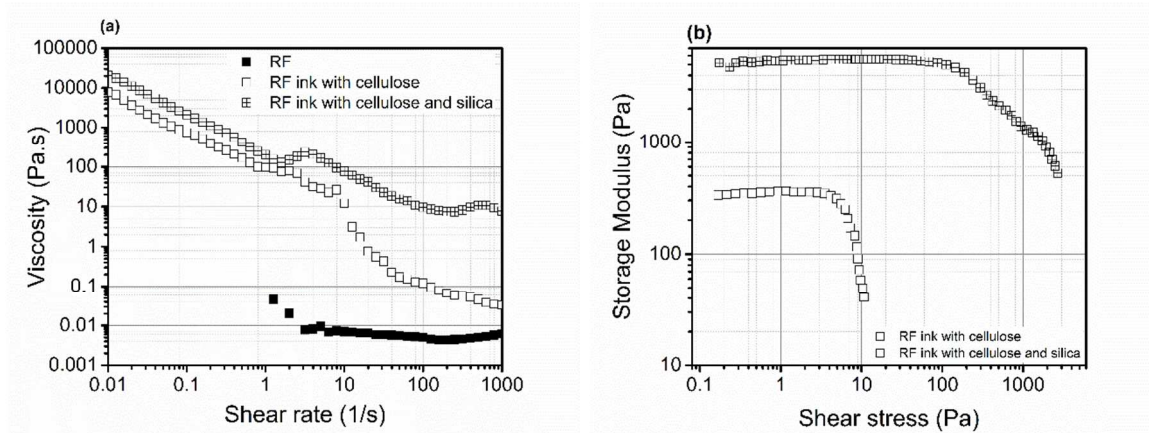 (a)
100000
10000
1000
100
10
1
0.1
0.01
0.001
Viscosity (Pa.s)
RF
RF ink with cellulose
RF ink with cellulose and silica
0.01 0.1 1 10 100 1000
Shear rate (1/s)
(b)
1000
100
10
Storage Modulus (Pa)
RF ink with cellulose
RF ink with cellulose and silica
0.1 1 10 100 1000
Shear stress (Pa)